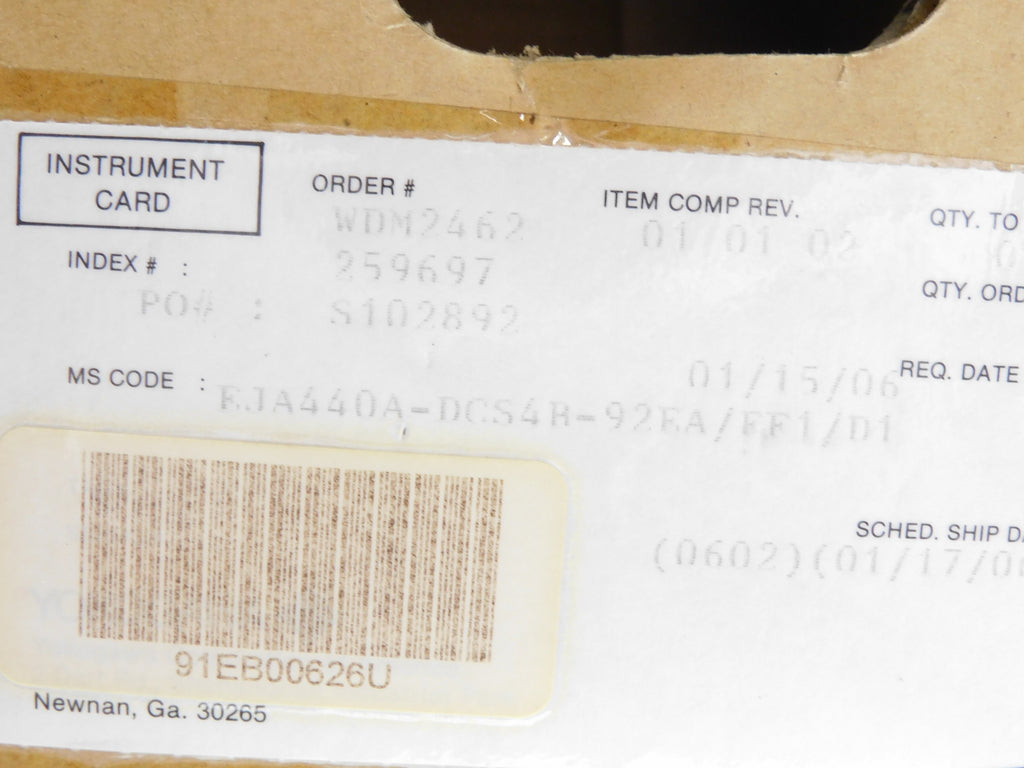 INSTRUMENT
CARD
ORDER #
WDM2462
ITEM COMP REV.
01/01 02
QTY. TO
INDEX # :
259697
QTY. ORD
PO# :
S102892
REQ. DATE
01/15/06
MS CODE :
EJA440A-DCS4B-92EA/FF1/D1
SCHED. SHIP
(0602)(01/17/0
91EB00626U
Newnan, Ga. 30265